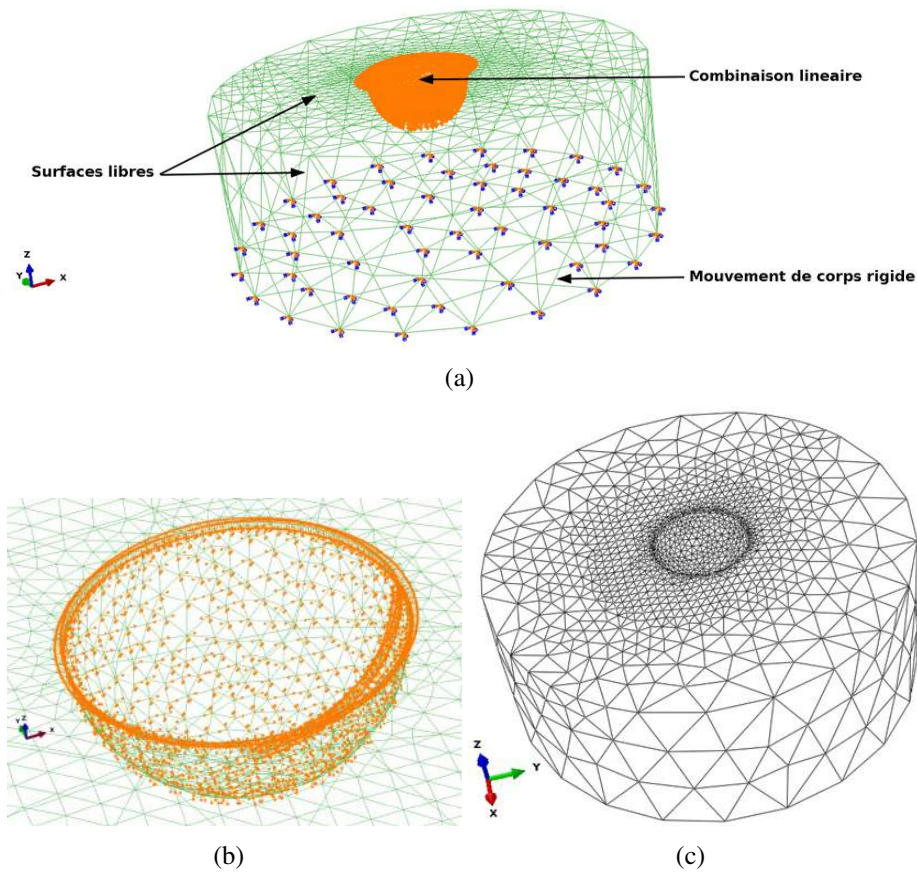 Combinaison lineaire
Surfaces libres
Mouvement de corps rigide
Z
Y
X
(a)
Y
Z
X
Z
Y
X
(b)
(c)